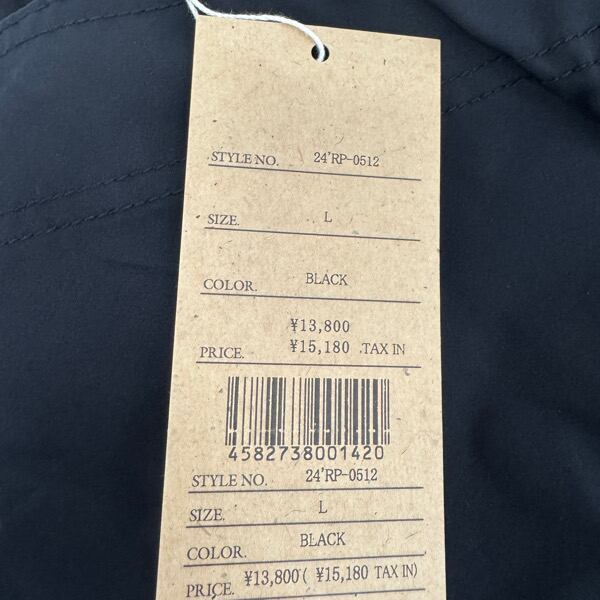 STYLE NO. 24'RP-0512
SIZE. L
COLOR. BLACK
¥13,800
PRICE. ¥15,180 .TAX IN
4582738001420
STYLE NO. 24'RP-0512
SIZE. L
COLOR. BLACK
PRICE. ¥13,800( ¥15,180 TAX IN)